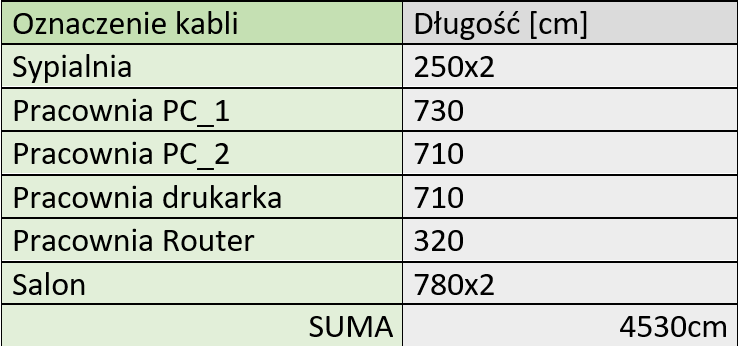 Oznaczenie kabli Długość [cm]
Sypialnia 250x2
Pracownia PC_1 730
Pracownia PC_2 710
Pracownia drukarka 710
Pracownia Router 320
Salon 780x2
SUMA 4530cm